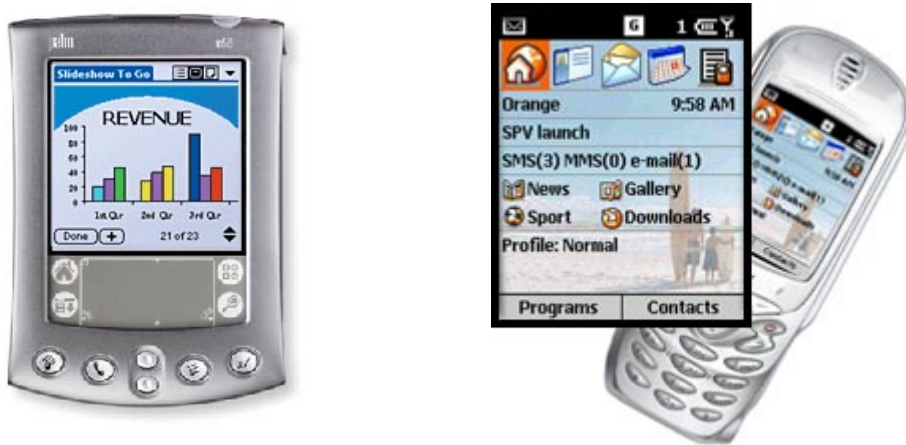 palm
Slideshow To Go
REVENUE
100
80
60
40
20
0
1st Qtr 2nd Qtr 3rd Qtr
Done + 21 of 23
G 1
Orange 9:58 AM
SPV launch
SMS(3) MMS(0) e-mail(1)
News Gallery
Sport Downloads
Profile: Normal
Programs Contacts